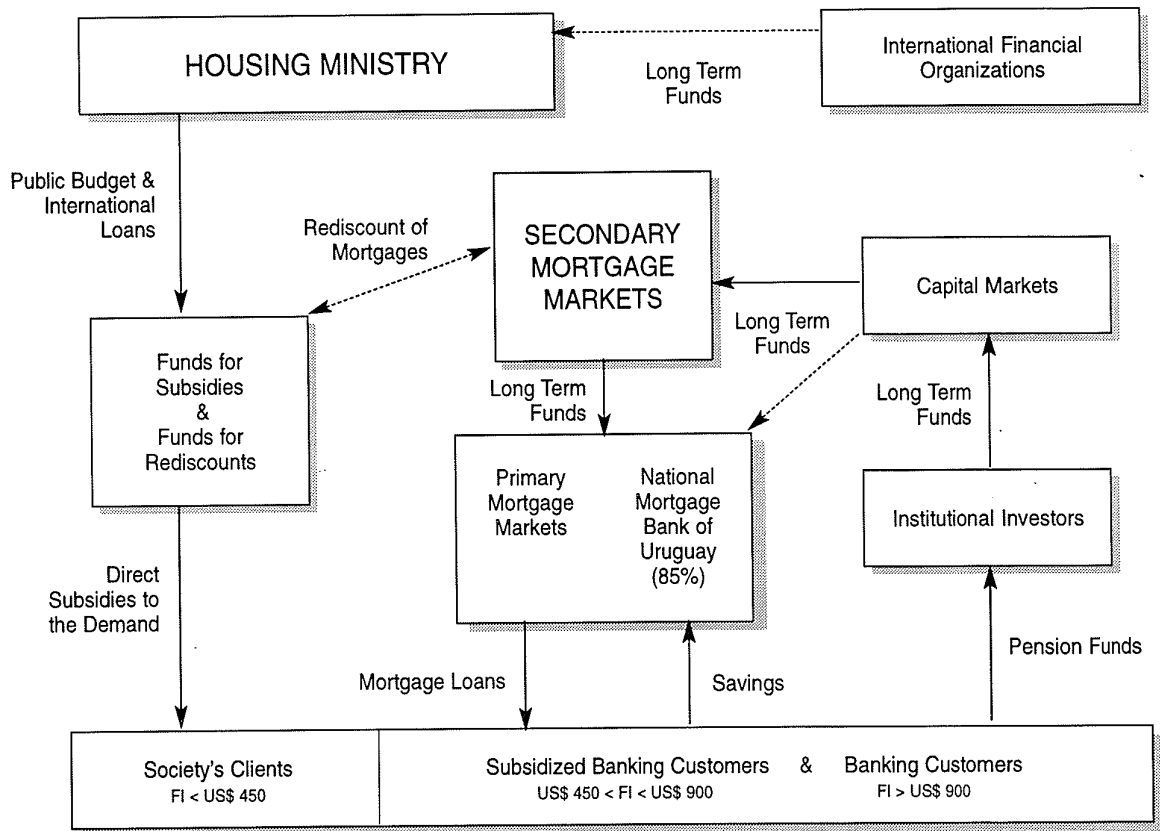 HOUSING MINISTRY
International Financial
Organizations
Long Term
Funds
Public Budget &
International
Loans
Rediscount of
Mortgages
SECONDARY
MORTGAGE
MARKETS
Capital Markets
Long Term
Funds
Funds for
Subsidies
&
Funds for
Rediscounts
Long Term
Funds
Long Term
Funds
Primary
Mortgage
Markets
National
Mortgage
Bank of
Uruguay
(85%)
Institutional Investors
Direct
Subsidies to
the Demand
Mortgage Loans
Savings
Pension Funds
Society's Clients
FI < US$ 450
Subsidized Banking Customers & Banking Customers
US$ 450 < FI < US$ 900
FI > US$ 900